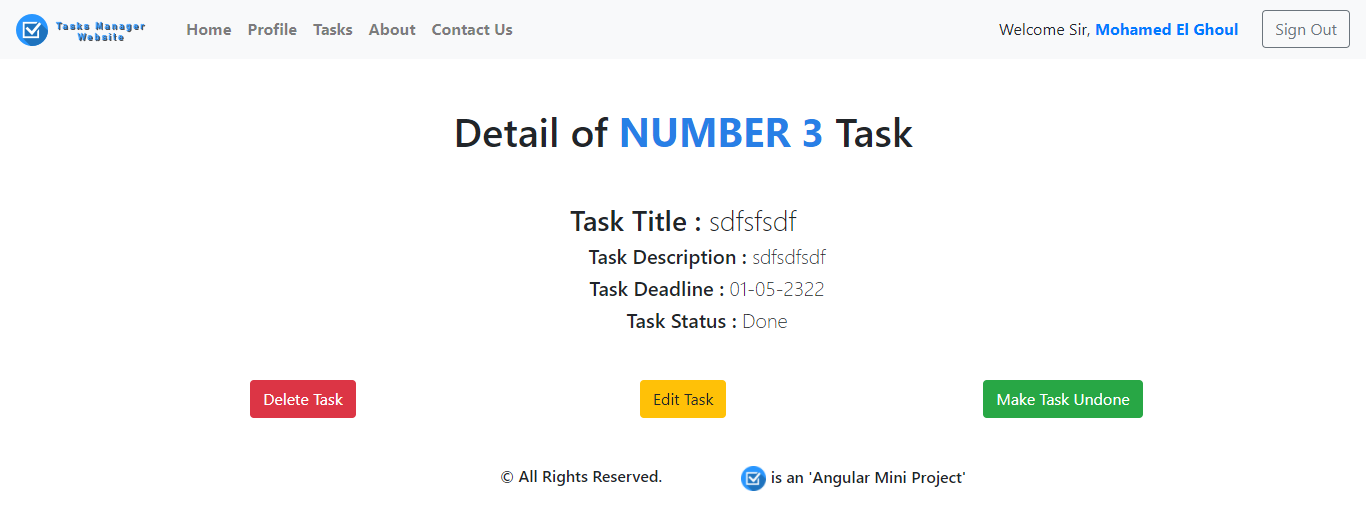 Tasks Manager
Website
Home Profile Tasks About Contact Us
Welcome Sir, Mohamed El Ghoul
Sign Out
Detail of NUMBER 3 Task
Task Title : sdfsfsdf
Task Description : sdfsdfsdf
Task Deadline : 01-05-2322
Task Status : Done
Delete Task
Edit Task
Make Task Undone
© All Rights Reserved.
is an 'Angular Mini Project'